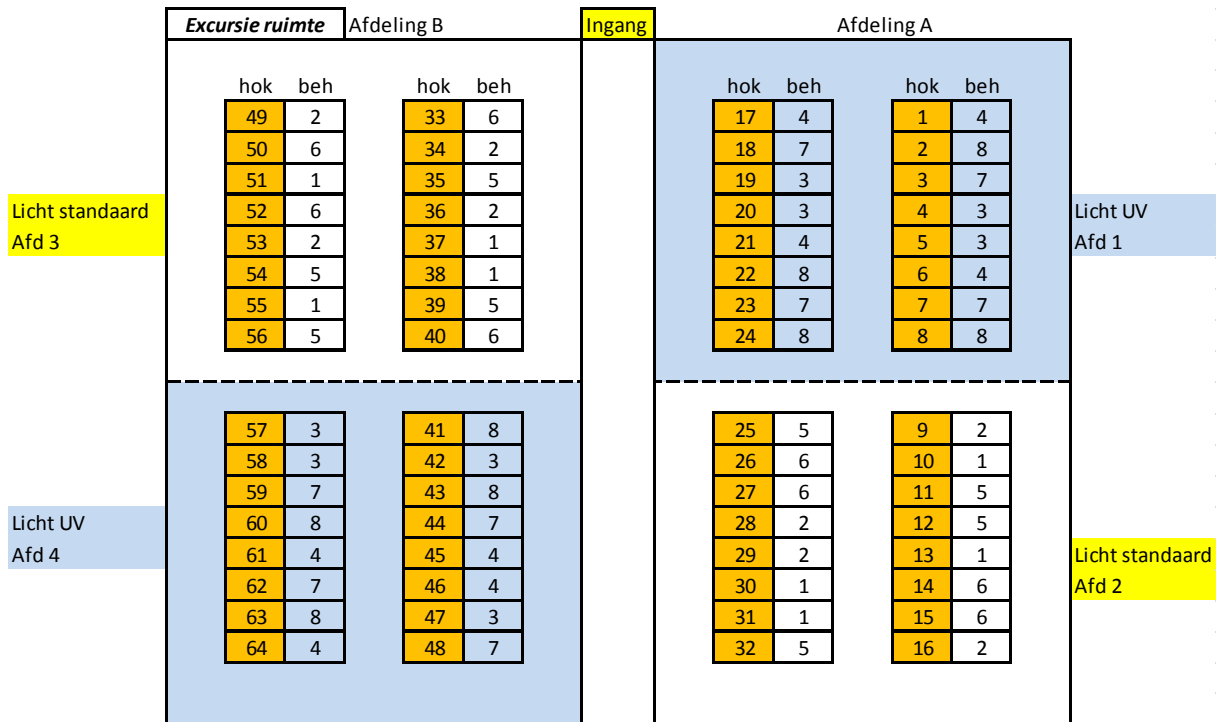 Excursie ruimte Afdeling B Ingang Afdeling A
hok beh hok beh hok beh hok beh
49 2 33 6 17 4 1 4
50 6 34 2 18 7 2 8
51 1 35 5 19 3 3 7
Licht standaard 52 6 36 2 20 3 4 3 Licht UV
Afd 3 53 2 37 1 21 4 5 3 Afd 1
54 5 38 1 22 8 6 4
55 1 39 5 23 7 7 7
56 5 40 6 24 8 8 8
57 3 41 8 25 5 9 2
58 3 42 3 26 6 10 1
59 7 43 8 27 6 11 5
Licht UV 60 8 44 7 28 2 12 5
Afd 4 61 4 45 4 29 2 13 1 Licht standaard
62 7 46 4 30 1 14 6 Afd 2
63 8 47 3 31 1 15 6
64 4 48 7 32 5 16 2